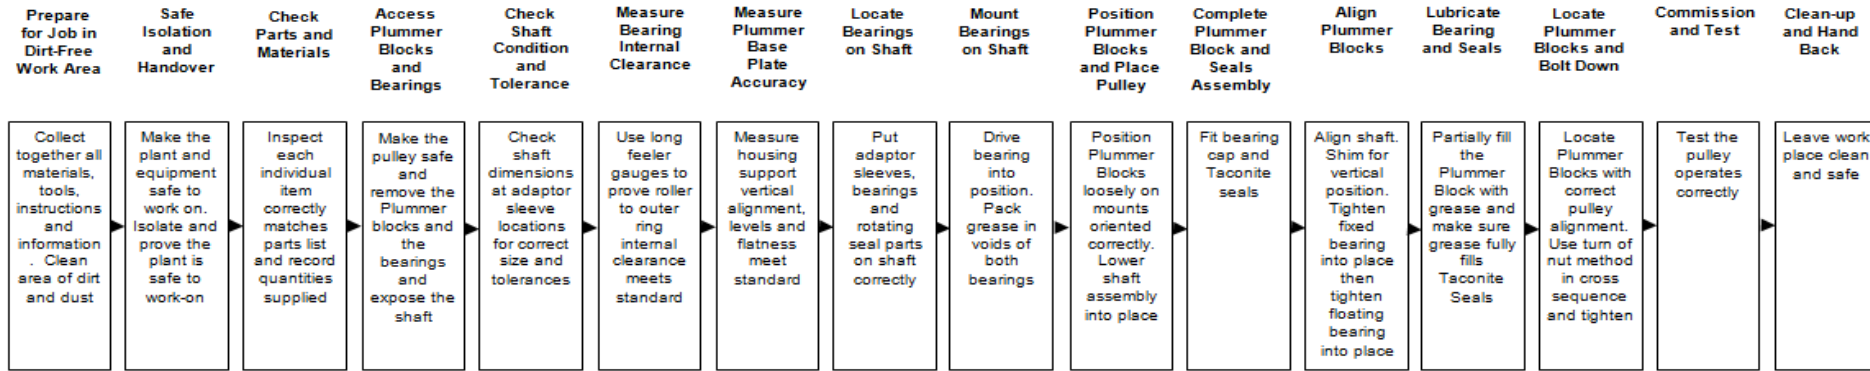 Prepare
for Job in
Dirt-Free
Work Area
Safe
Isolation
and
Handover
Check
Parts and
Materials
Access
Plummer
Blocks
and
Bearings
Check
Shaft
Condition
and
Tolerance
Measure
Bearing
Internal
Clearance
Measure
Plummer
Base
Plate
Accuracy
Locate
Bearings
on Shaft
Mount
Bearings
on Shaft
Position
Plummer
Blocks
and Place
Pulley
Complete
Plummer
Block and
Seals
Assembly
Align
Plummer
Blocks
Lubricate
Bearing
and Seals
Locate
Plummer
Blocks and
Bolt Down
Commission
and Test
Clean-up
and Hand
Back
Collect
together all
materials,
tools,
instructions
and
information
. Clean
area of dirt
and dust
Make the
plant and
equipment
safe to
work on.
Isolate and
prove the
plant is
safe to
work-on
Inspect
each
individual
item
correctly
matches
parts list
and record
quantities
supplied
Make the
pulley safe
and
remove the
Plummer
blocks and
the
bearings
and
expose the
shaft
Check
shaft
dimensions
at adaptor
sleeve
locations
for correct
size and
tolerances
Use long
feeler
gauges to
prove roller
to outer
ring
internal
clearance
meets
standard
Measure
housing
support
vertical
alignment,
levels and
flatness
meet
standard
Put
adaptor
sleeves,
bearings
and
rotating
seal parts
on shaft
correctly
Drive
bearing
into
position.
Pack
grease in
voids of
both
bearings
Position
Plummer
Blocks
loosely on
mounts
oriented
correctly.
Lower
shaft
assembly
into place
Fit bearing
cap and
Taconite
seals
Align shaft.
Shim for
vertical
position.
Tighten
fixed
bearing
into place
then
tighten
floating
bearing
into place
Partially fill
the
Plummer
Block with
grease and
make sure
grease fully
fills
Taconite
Seals
Locate
Plummer
Blocks with
correct
pulley
alignment.
Use turn of
nut method
in cross
sequence
and tighten
Test the
pulley
operates
correctly
Leave work
place clean
and safe